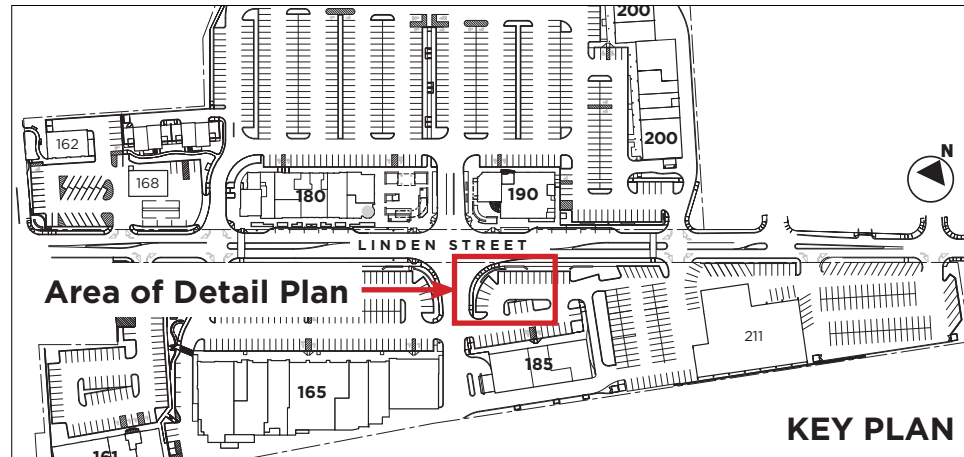 200
162
168
180
190
200
N
LINDEN STREET
Area of Detail Plan
211
185
165
161
KEY PLAN